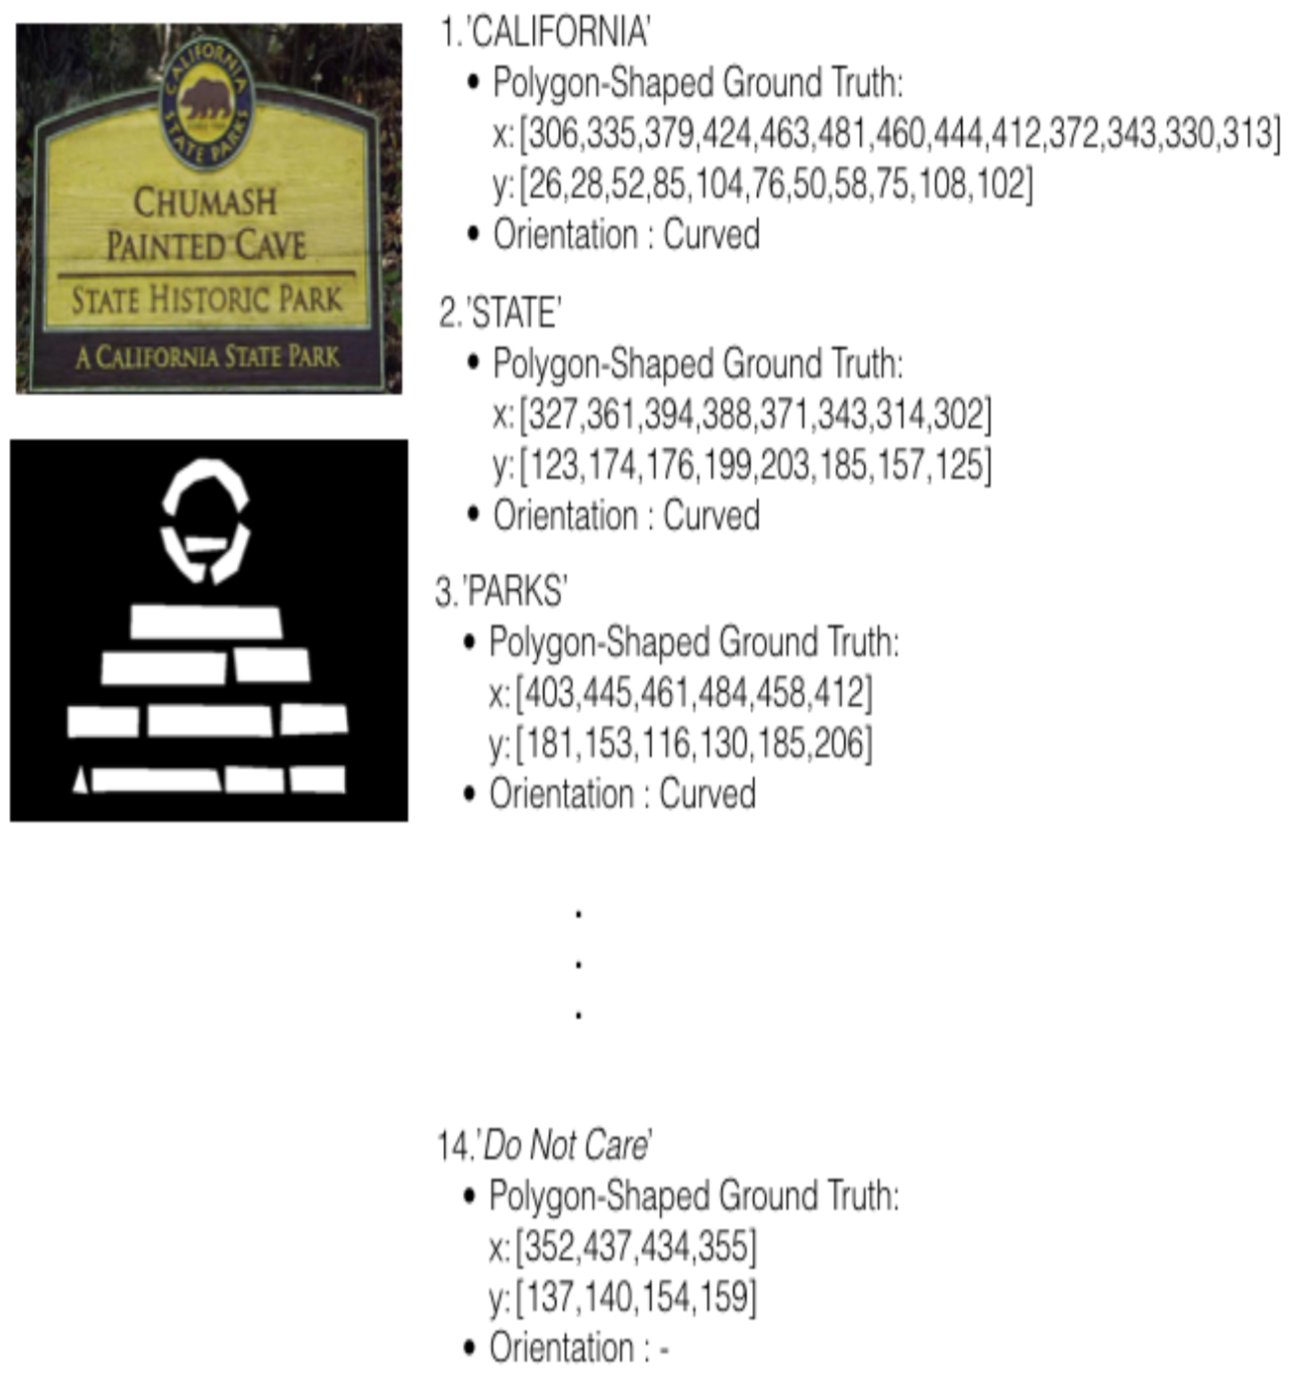 CALIFORNIA
STATE PARKS
CHUMASH
PAINTED CAVE
STATE HISTORIC PARK
A CALIFORNIA STATE PARK
1.'CALIFORNIA'
• Polygon-Shaped Ground Truth:
x:[306,335,379,424,463,481,460,444,412,372,343,330,313]
y:[26,28,52,85,104,76,50,58,75,108,102]
• Orientation : Curved
2.'STATE'
• Polygon-Shaped Ground Truth:
x:[327,361,394,388,371,343,314,302]
y:[123,174,176,199,203,185,157,125]
• Orientation : Curved
3.'PARKS'
• Polygon-Shaped Ground Truth:
x:[403,445,461,484,458,412]
y:[181,153,116,130,185,206]
• Orientation : Curved
.
.
.
14.'Do Not Care'
• Polygon-Shaped Ground Truth:
x:[352,437,434,355]
y:[137,140,154,159]
• Orientation : -